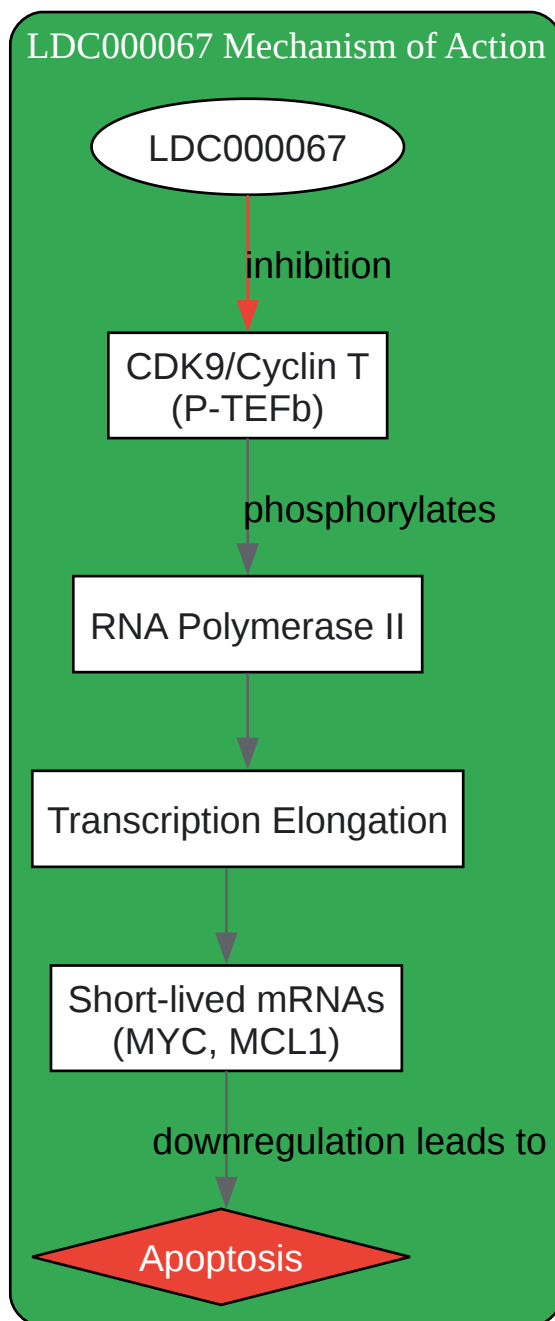 LDC000067 Mechanism of Action
LDC000067
inhibition
CDK9/Cyclin T
(P-TEFb)
phosphorylates
RNA Polymerase II
Transcription Elongation
Short-lived mRNAs
(MYC, MCL1)
downregulation leads to
Apoptosis